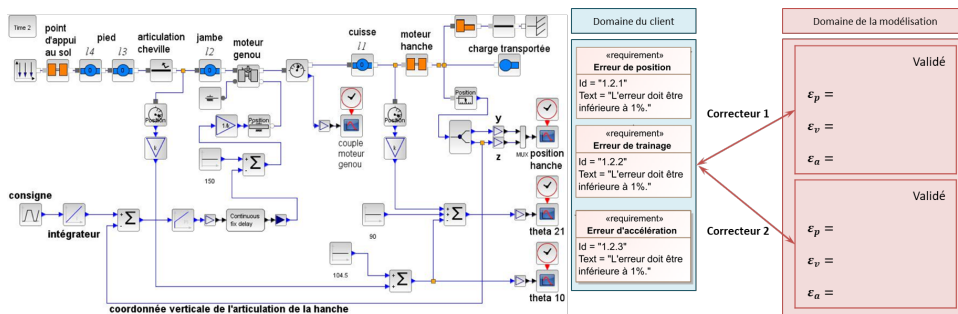 Time 2
point
d'appui
au sol
pied
l4
l3
articulation
cheville
jambe
l2
moteur
genou
cuisse
l1
moteur
hanche
charge transportée
Position
Position
Position
k
1/k
k
150
couple
moteur
genou
y
z
MUX
position
hanche
consigne
intégrateur
Continuous
fix delay
90
theta 21
104.5
theta 10
coordonnée verticale de l'articulation de la hanche
Domaine du client
«requirement»
Erreur de position
Id = "1.2.1"
Text = "L'erreur doit être
inférieure à 1%."
«requirement»
Erreur de trainage
Id = "1.2.2"
Text = "L'erreur doit être
inférieure à 1%."
«requirement»
Erreur d'accélération
Id = "1.2.3"
Text = "L'erreur doit être
inférieure à 1%."
Correcteur 1
Correcteur 2
Domaine de la modélisation
Validé
εp =
εv =
εa =
Validé
εp =
εv =
εa =